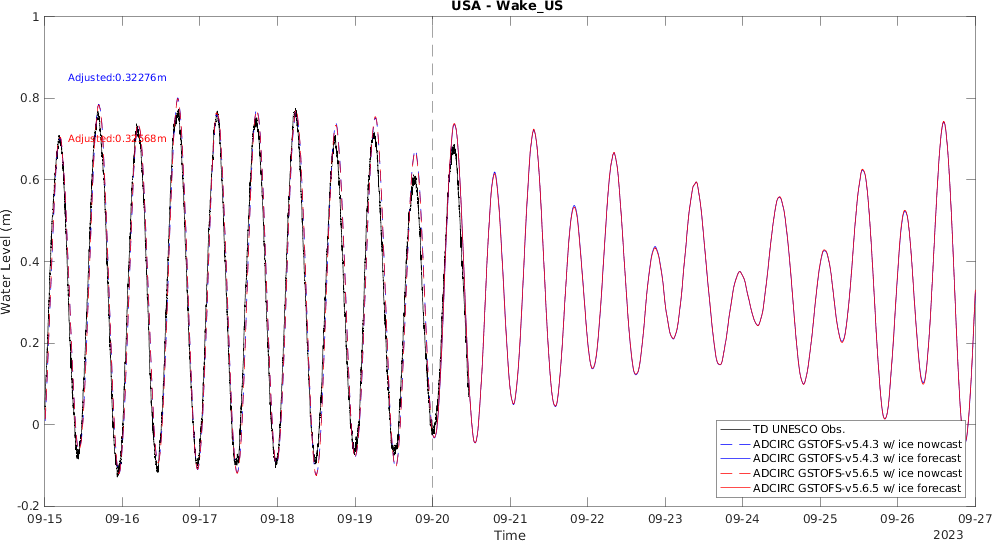 USA - Wake_US
Water Level (m)
1
0.8
0.6
0.4
0.2
0
-0.2
Adjusted:0.32276m
Adjusted:0.32568m
TD UNESCO Obs.
ADCIRC GSTOFS-v5.4.3 w/ ice nowcast
ADCIRC GSTOFS-v5.4.3 w/ ice forecast
ADCIRC GSTOFS-v5.6.5 w/ ice nowcast
ADCIRC GSTOFS-v5.6.5 w/ ice forecast
09-15 09-16 09-17 09-18 09-19 09-20 09-21 09-22 09-23 09-24 09-25 09-26 09-27
Time
2023